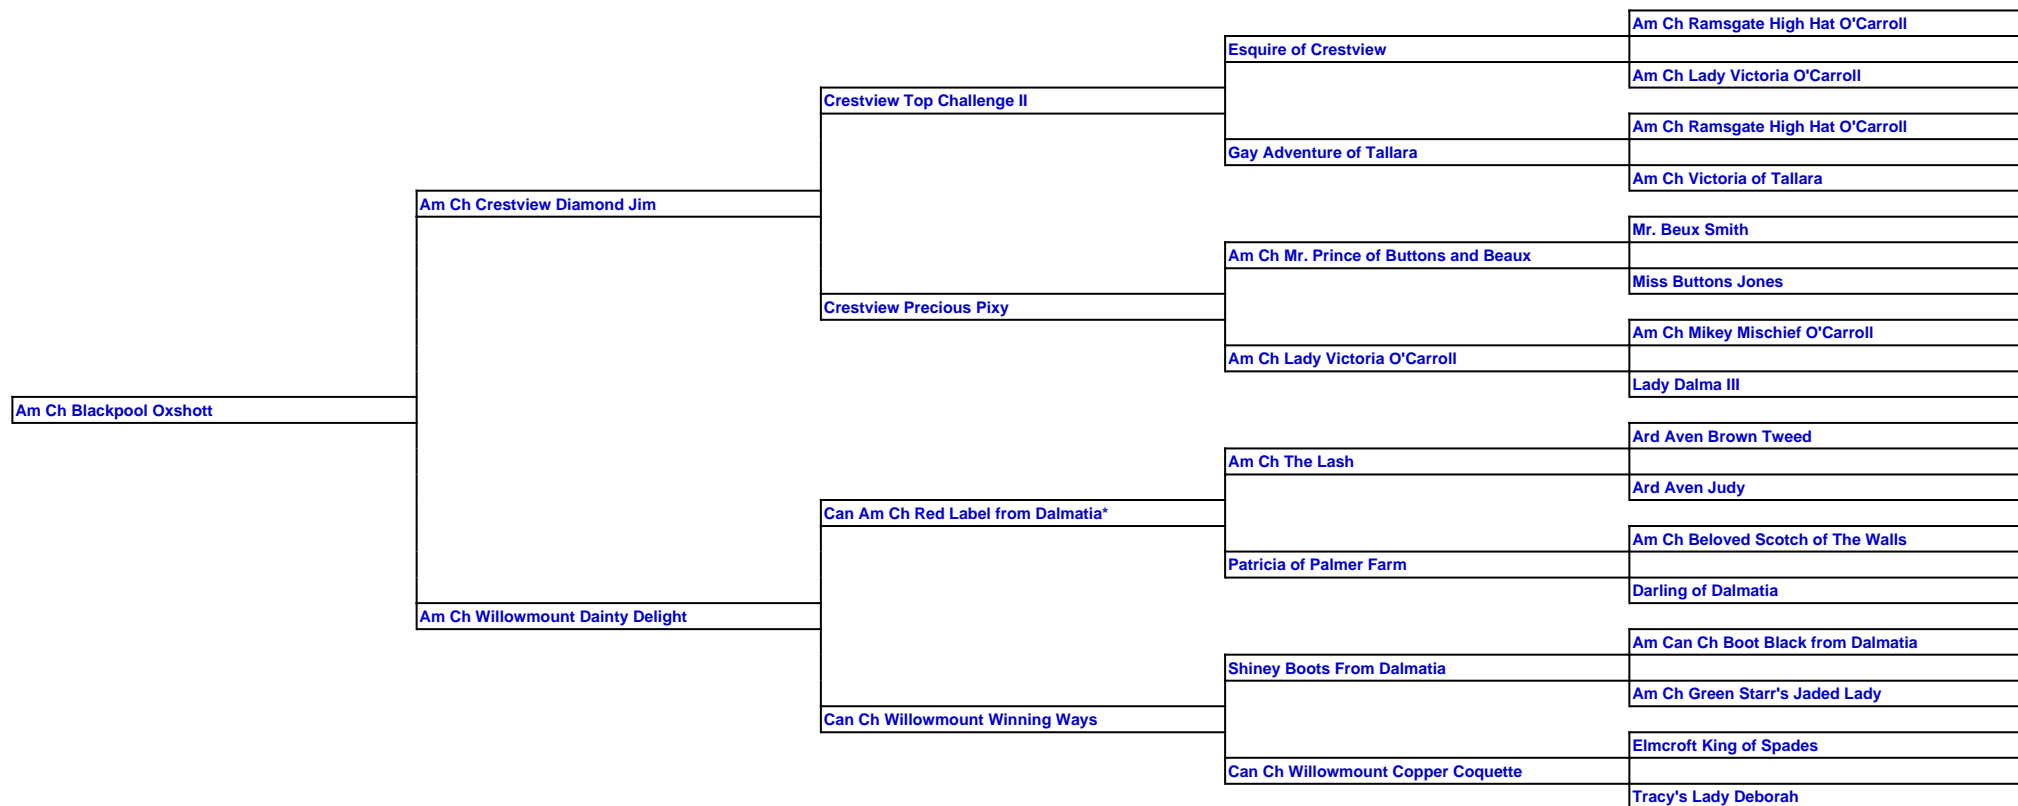 Am Ch Ramsgate High Hat O'Carroll
Esquire of Crestview
Am Ch Lady Victoria O'Carroll
Crestview Top Challenge II
Am Ch Ramsgate High Hat O'Carroll
Gay Adventure of Tallara
Am Ch Victoria of Tallara
Am Ch Crestview Diamond Jim
Mr. Beux Smith
Am Ch Mr. Prince of Buttons and Beaux
Miss Buttons Jones
Crestview Precious Pixy
Am Ch Mikey Mischief O'Carroll
Am Ch Lady Victoria O'Carroll
Lady Dalma III
Am Ch Blackpool Oxshott
Ard Aven Brown Tweed
Am Ch The Lash
Ard Aven Judy
Can Am Ch Red Label from Dalmatia*
Am Ch Beloved Scotch of The Walls
Patricia of Palmer Farm
Darling of Dalmatia
Am Ch Willowmount Dainty Delight
Am Can Ch Boot Black from Dalmatia
Shiney Boots From Dalmatia
Am Ch Green Starr's Jaded Lady
Can Ch Willowmount Winning Ways
Elmcroft King of Spades
Can Ch Willowmount Copper Coquette
Tracy's Lady Deborah